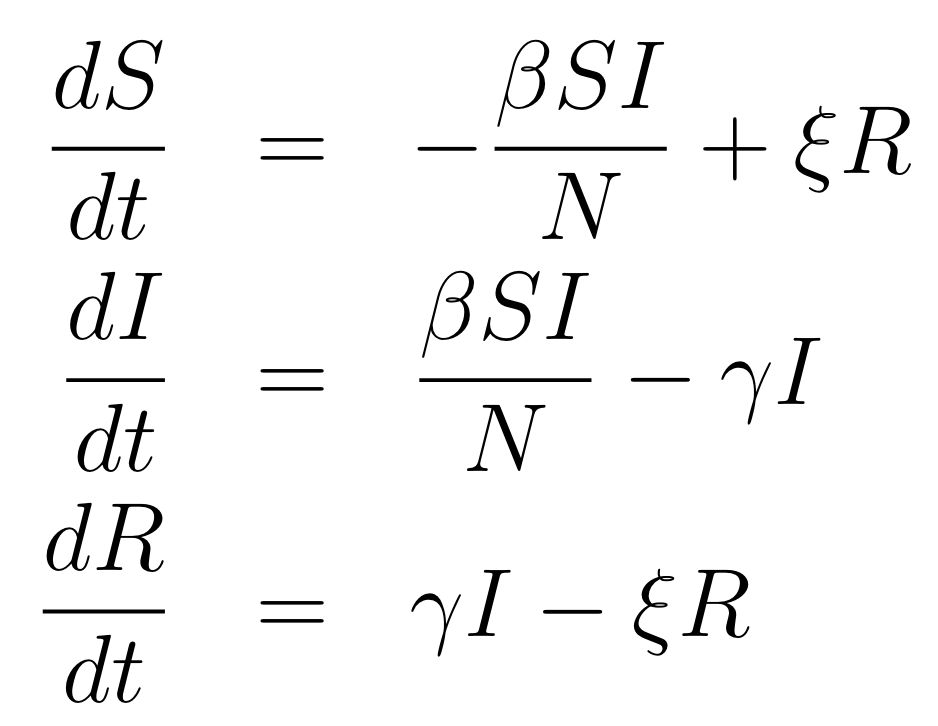 dS/dt = −βSI/N + ξR
dI/dt = βSI/N − γI
dR/dt = γI − ξR